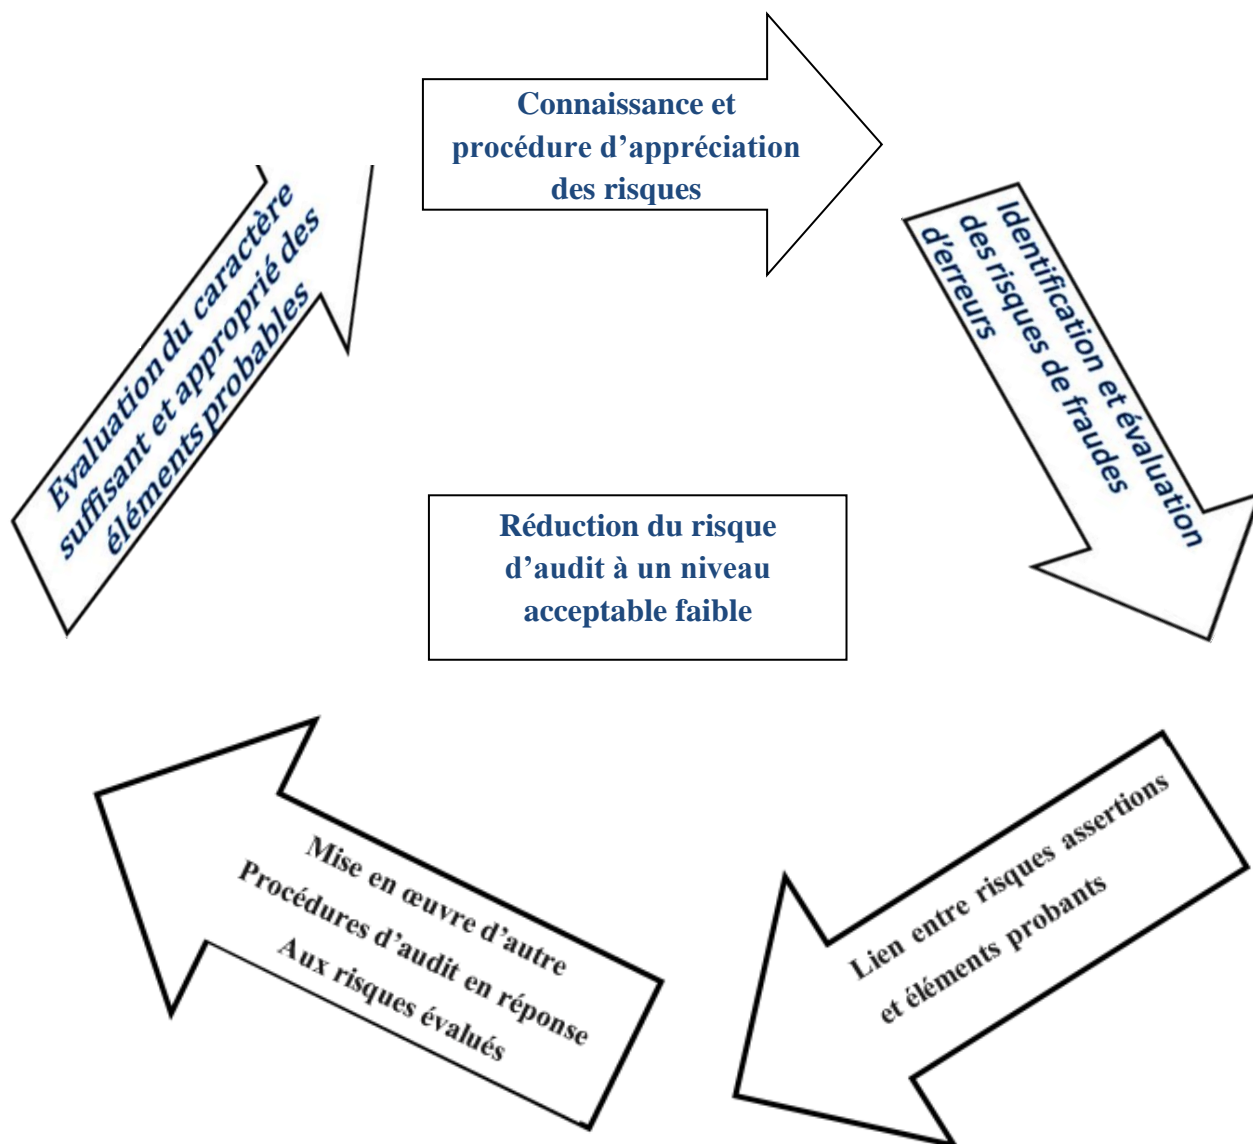 Connaissance et
procédure d’appréciation
des risques
Identification et évaluation
des risques de fraudes
d’erreurs
Lien entre risques assertions
et éléments probants
Mise en œuvre d’autre
Procédures d’audit en réponse
Aux risques évalués
Evaluation du caractère
suffisant et approprié des
éléments probables
Réduction du risque
d’audit à un niveau
acceptable faible